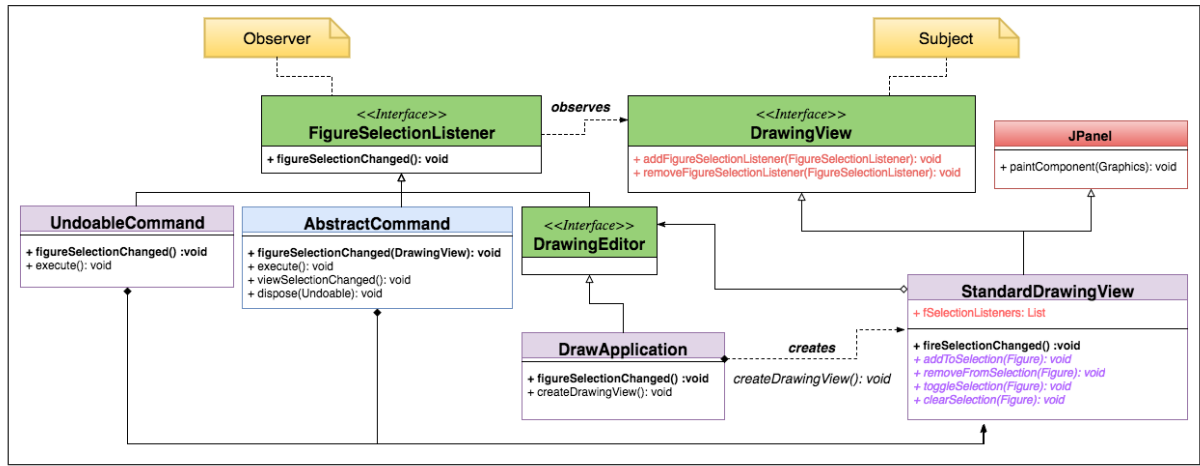 Observer
Subject
<<Interface>>
FigureSelectionListener
+ figureSelectionChanged(): void
observes
<<Interface>>
DrawingView
+ addFigureSelectionListener(FigureSelectionListener): void
+ removeFigureSelectionListener(FigureSelectionListener): void
JPanel
+ paintComponent(Graphics): void
UndoableCommand
+ figureSelectionChanged() :void
+ execute(): void
AbstractCommand
+ figureSelectionChanged(DrawingView): void
+ execute(): void
+ viewSelectionChanged(): void
+ dispose(Undoable): void
<<Interface>>
DrawingEditor
StandardDrawingView
+ fSelectionListeners: List
+ fireSelectionChanged() :void
+ addToSelection(Figure): void
+ removeFromSelection(Figure): void
+ toggleSelection(Figure): void
+ clearSelection(Figure): void
DrawApplication
+ figureSelectionChanged() :void
+ createDrawingView(): void
creates
createDrawingView(): void